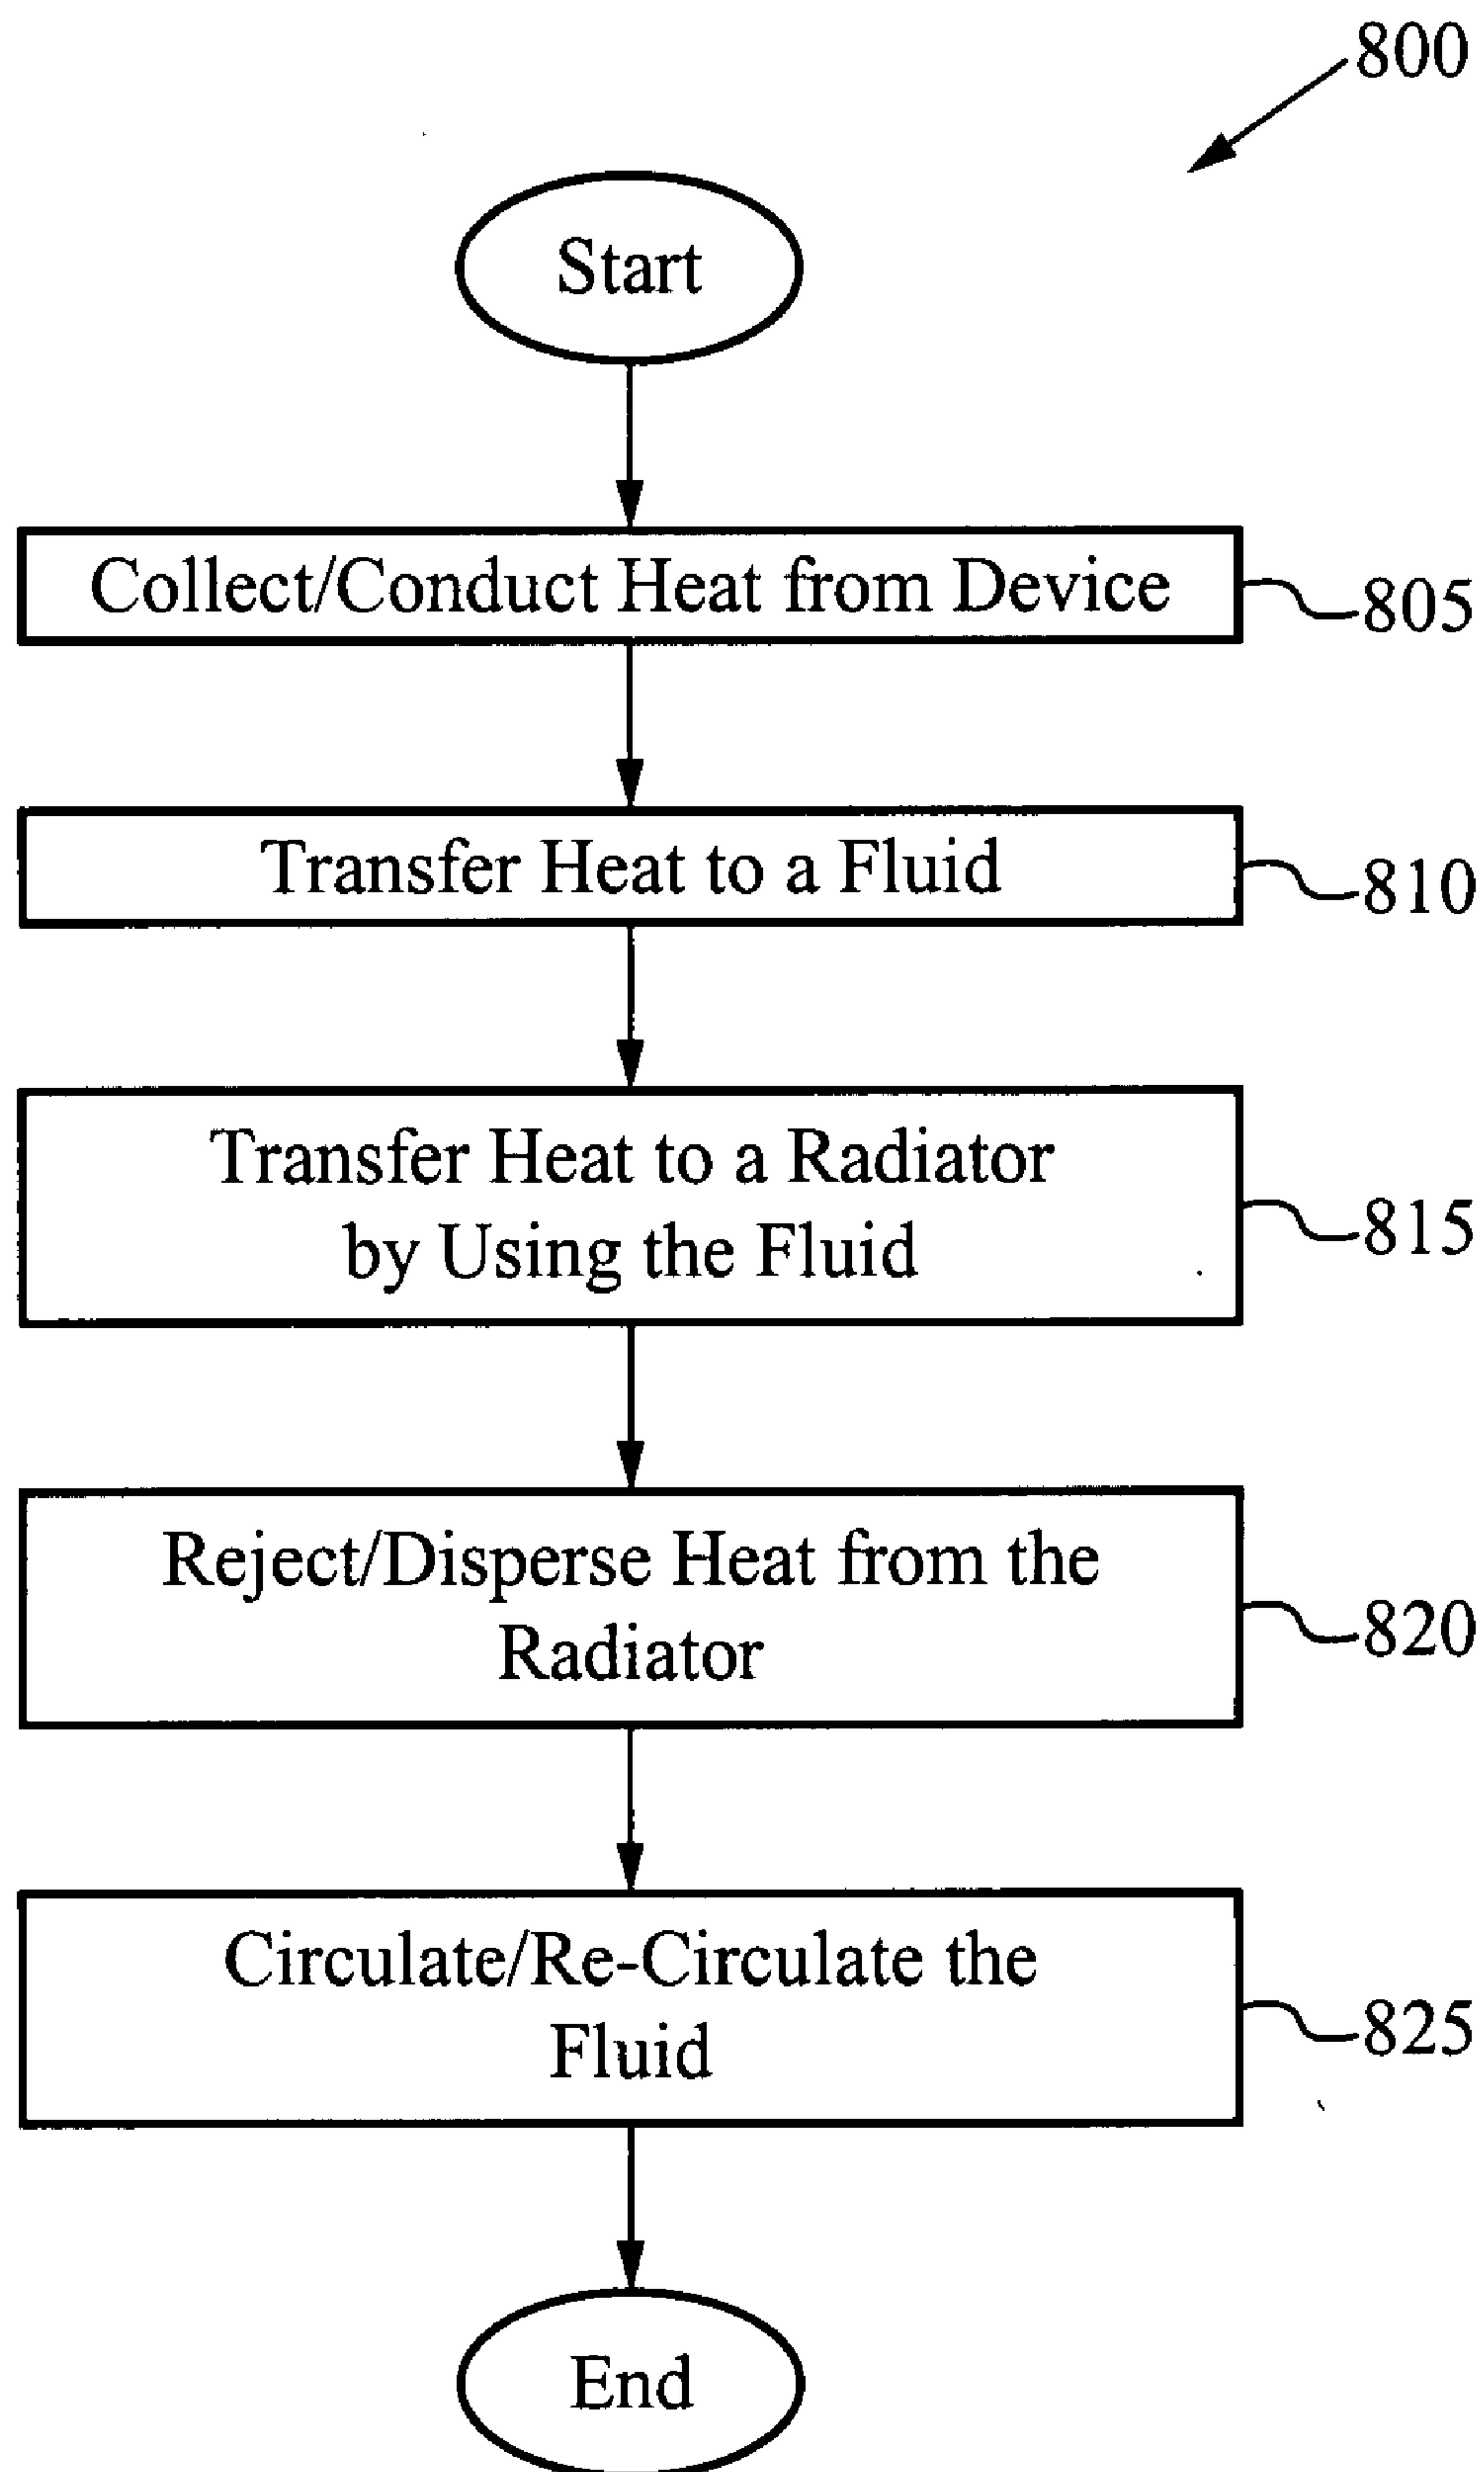 800
Start
Collect/Conduct Heat from Device
805
Transfer Heat to a Fluid
810
Transfer Heat to a Radiator
by Using the Fluid
815
Reject/Disperse Heat from the
Radiator
820
Circulate/Re-Circulate the
Fluid
825
End